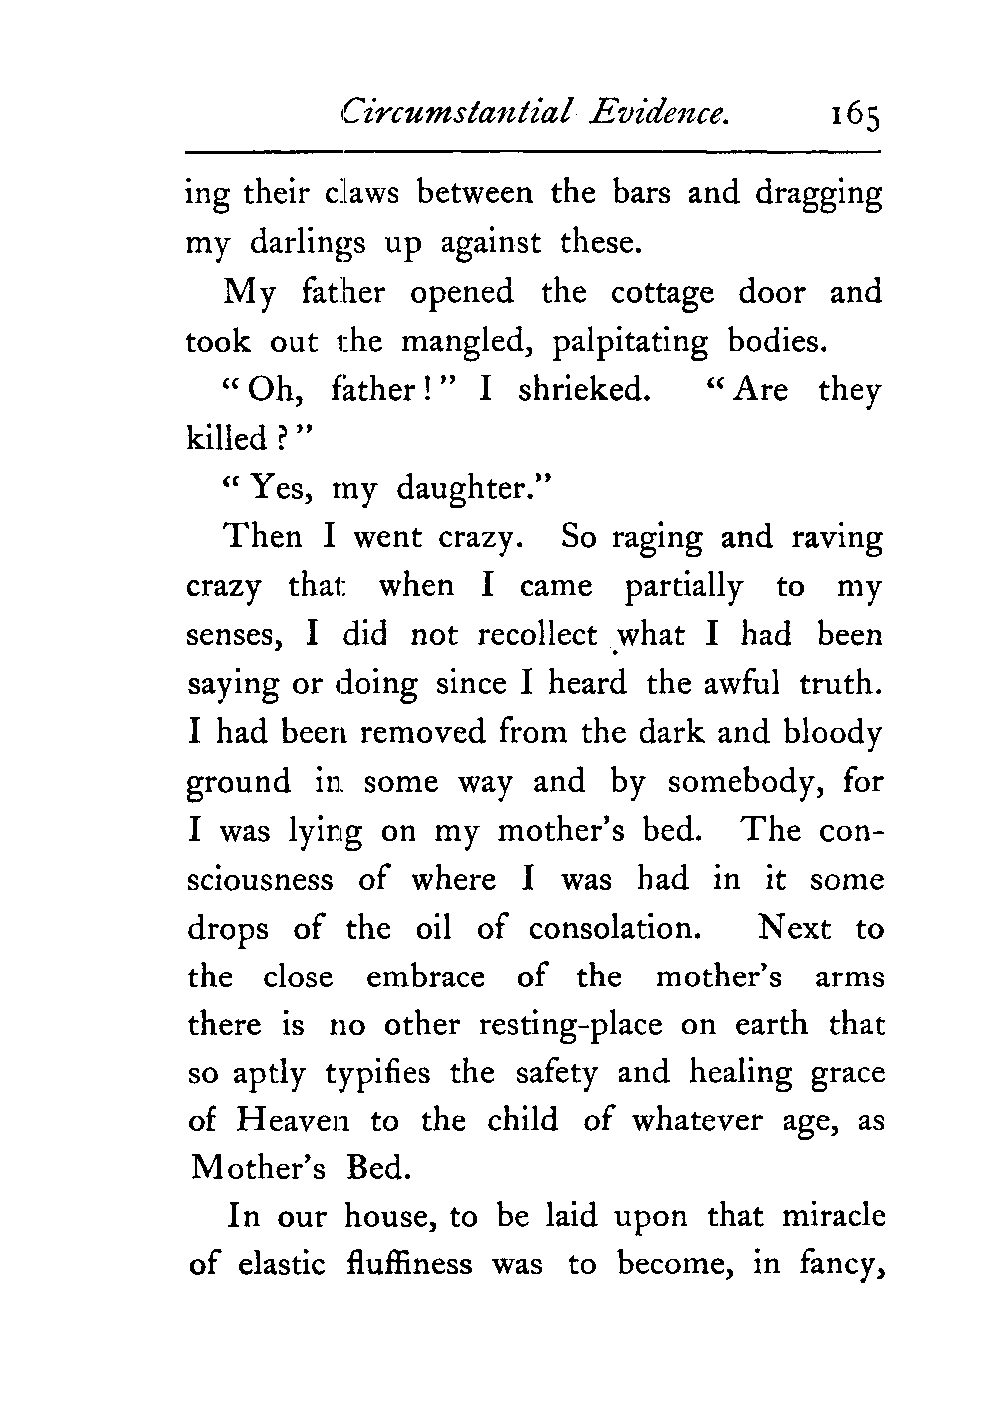 Circumstantial Evidence. 165
ing their claws between the bars and dragging
my darlings up against these.
My father opened the cottage door and
took out the mangled, palpitating bodies.
“Oh, father!” I shrieked. “Are they
killed?”
“Yes, my daughter.”
Then I went crazy. So raging and raving
crazy that when I came partially to my
senses, I did not recollect what I had been
saying or doing since I heard the awful truth.
I had been removed from the dark and bloody
ground in some way and by somebody, for
I was lying on my mother’s bed. The con-
sciousness of where I was had in it some
drops of the oil of consolation. Next to
the close embrace of the mother’s arms
there is no other resting-place on earth that
so aptly typifies the safety and healing grace
of Heaven to the child of whatever age, as
Mother’s Bed.
In our house, to be laid upon that miracle
of elastic fluffiness was to become, in fancy,